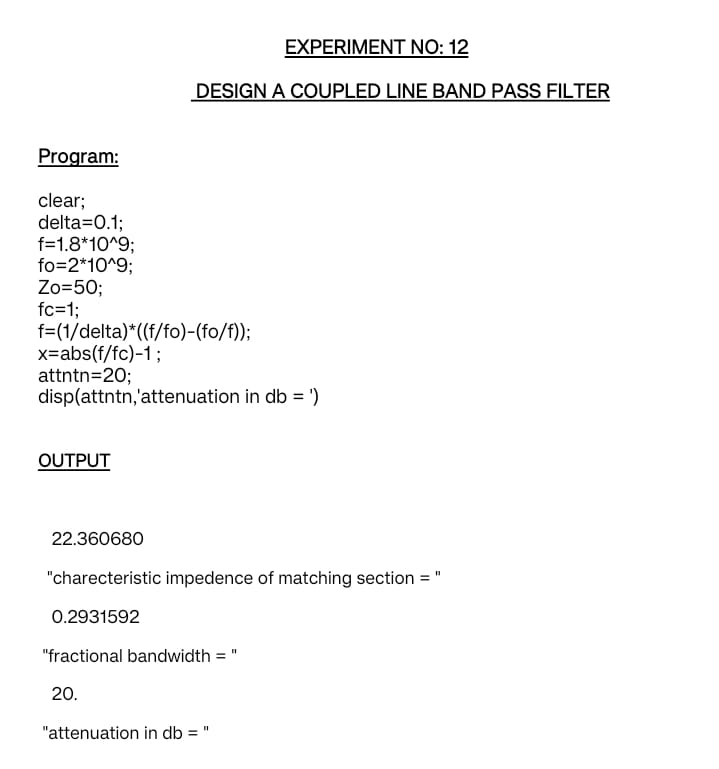 EXPERIMENT NO: 12
DESIGN A COUPLED LINE BAND PASS FILTER
Program:
clear;
delta=0.1;
f=1.8*10^9;
fo=2*10^9;
Zo=50;
fc=1;
f=(1/delta)*((f/fo)-(fo/f));
x=abs(f/fc)-1 ;
attntn=20;
disp(attntn,'attenuation in db = ')
OUTPUT
22.360680
"charecteristic impedence of matching section = "
0.2931592
"fractional bandwidth = "
20.
"attenuation in db = "